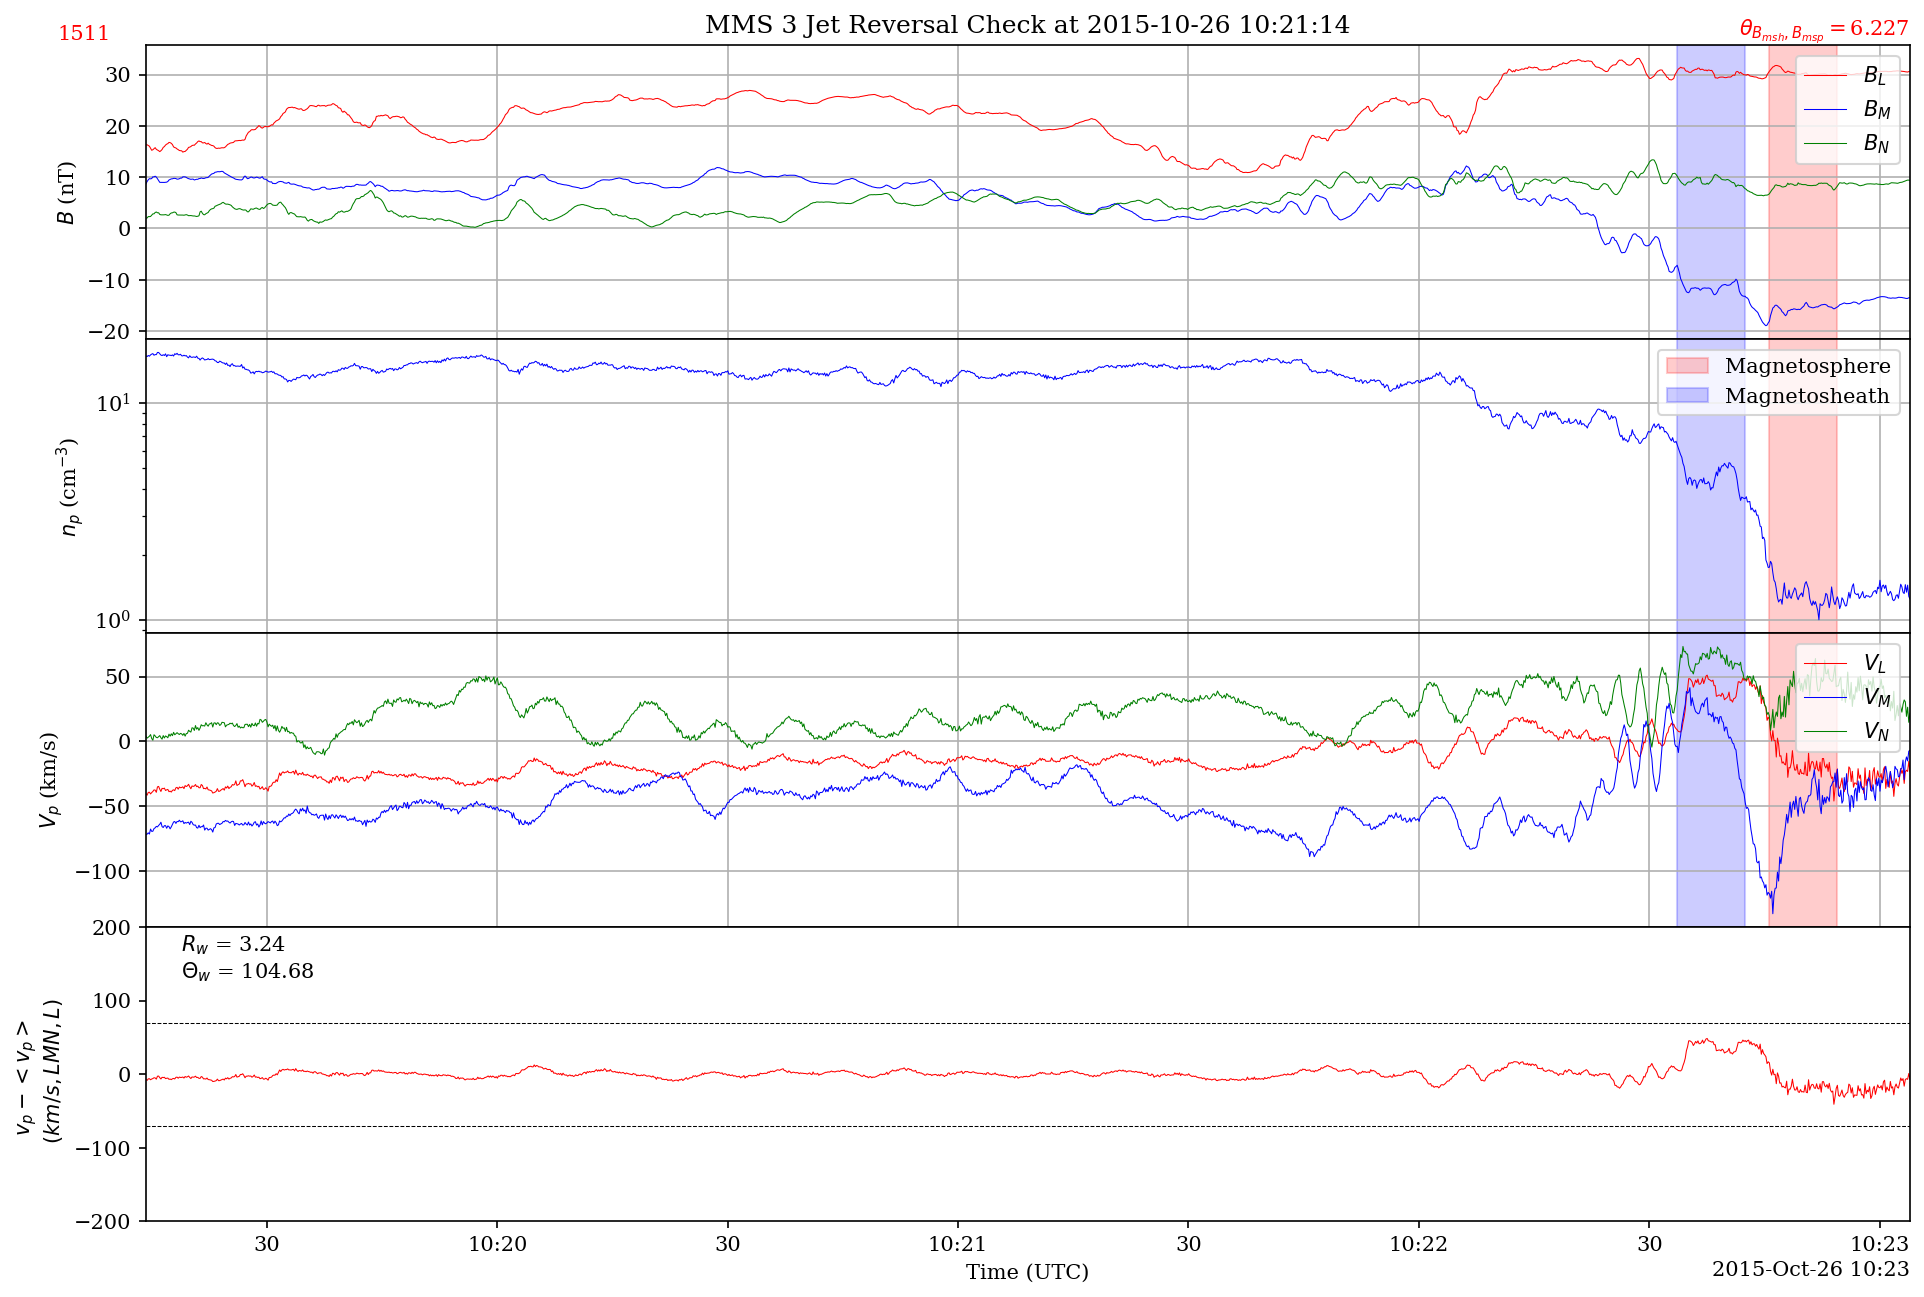 1511
MMS 3 Jet Reversal Check at 2015-10-26 10:21:14
θ_{B_{msh}, B_{msp}} = 6.227
30
20
10
0
−10
−20
B (nT)
B_L
B_M
B_N
10^1
10^0
n_p (cm^{−3})
Magnetosphere
Magnetosheath
50
0
−50
−100
V_p (km/s)
V_L
V_M
V_N
200
100
0
−100
−200
v_p − < v_p >
(km/s, LMN, L)
R_w = 3.24
Θ_w = 104.68
30 10:20 30 10:21 30 10:22 30 10:23
Time (UTC)
2015-Oct-26 10:23